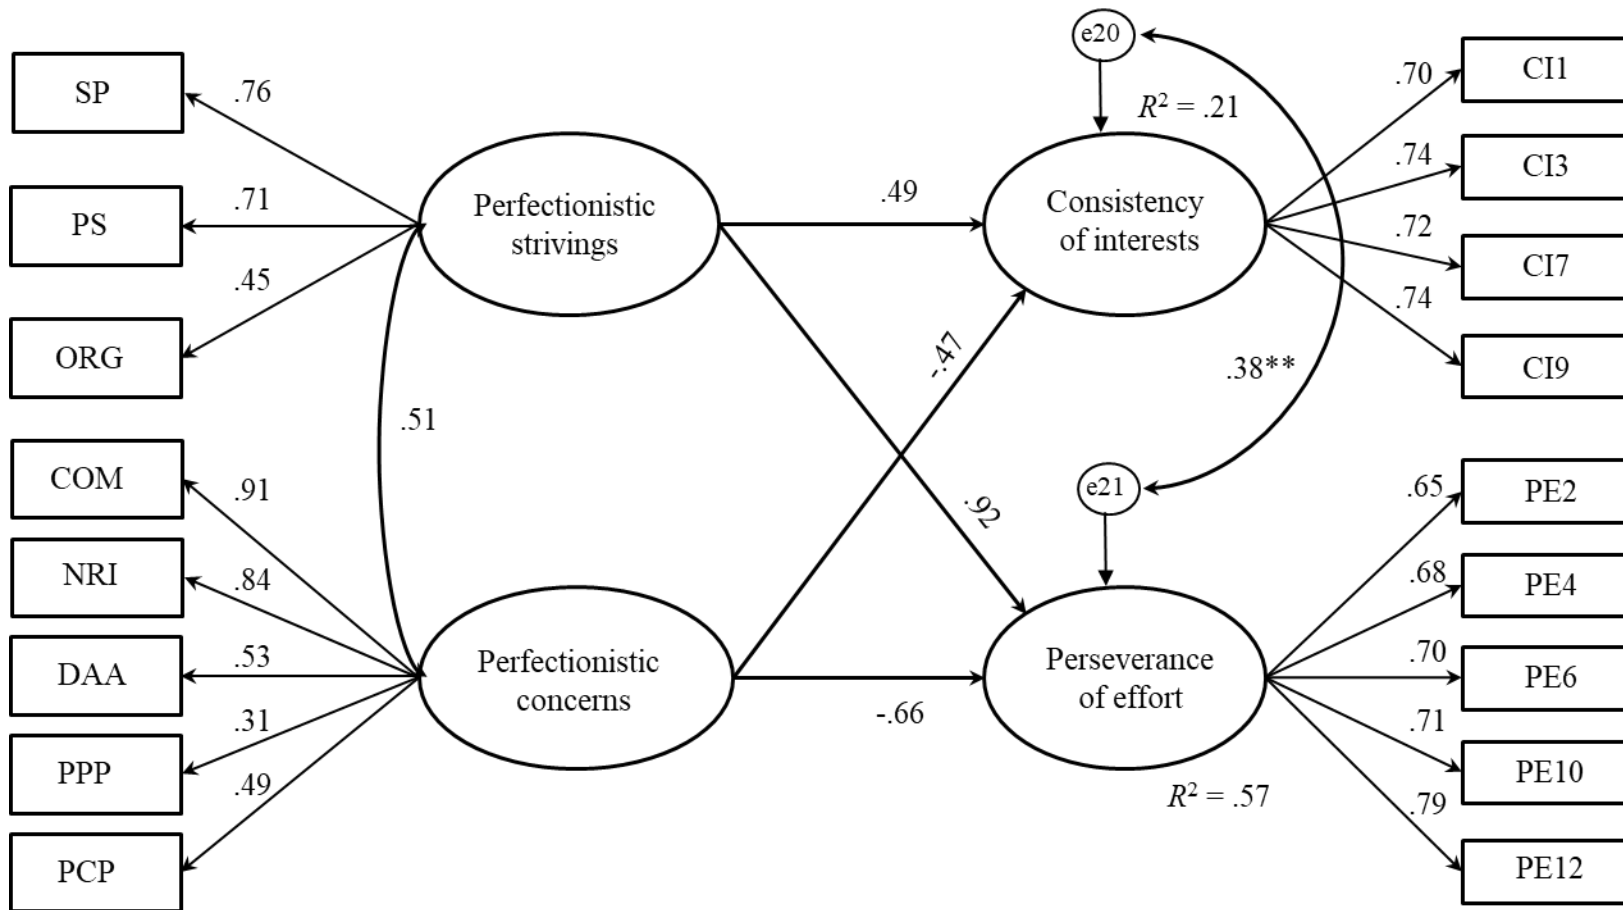 SP
.76
PS
.71
ORG
.45
COM
.91
NRI
.84
DAA
.53
PPP
.31
PCP
.49
.51
Perfectionistic
strivings
Perfectionistic
concerns
.49
-.47
.92
-.66
e20
R² = .21
Consistency
of interests
.38**
e21
Perseverance
of effort
R² = .57
.70
CI1
.74
CI3
.72
CI7
.74
CI9
.65
PE2
.68
PE4
.70
PE6
.71
PE10
.79
PE12